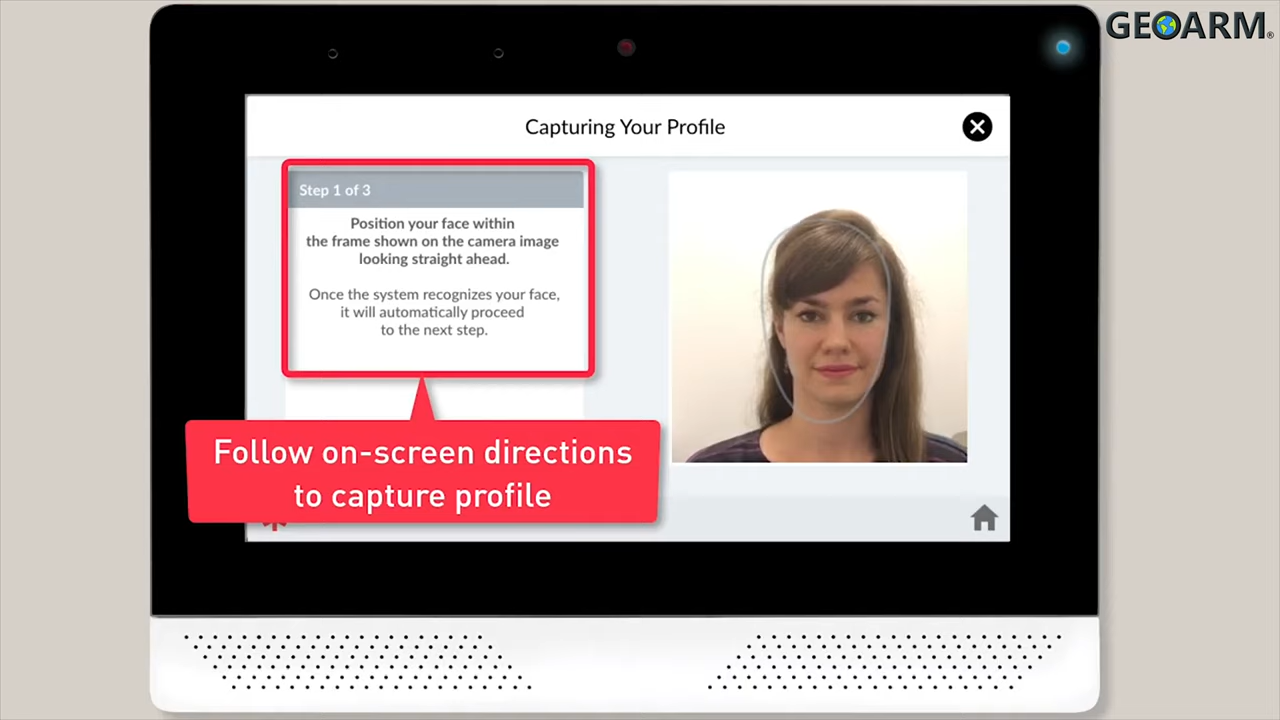 GEOARM®
Capturing Your Profile
Step 1 of 3
Position your face within
the frame shown on the camera image
looking straight ahead.
Once the system recognizes your face,
it will automatically proceed
to the next step.
Follow on-screen directions
to capture profile